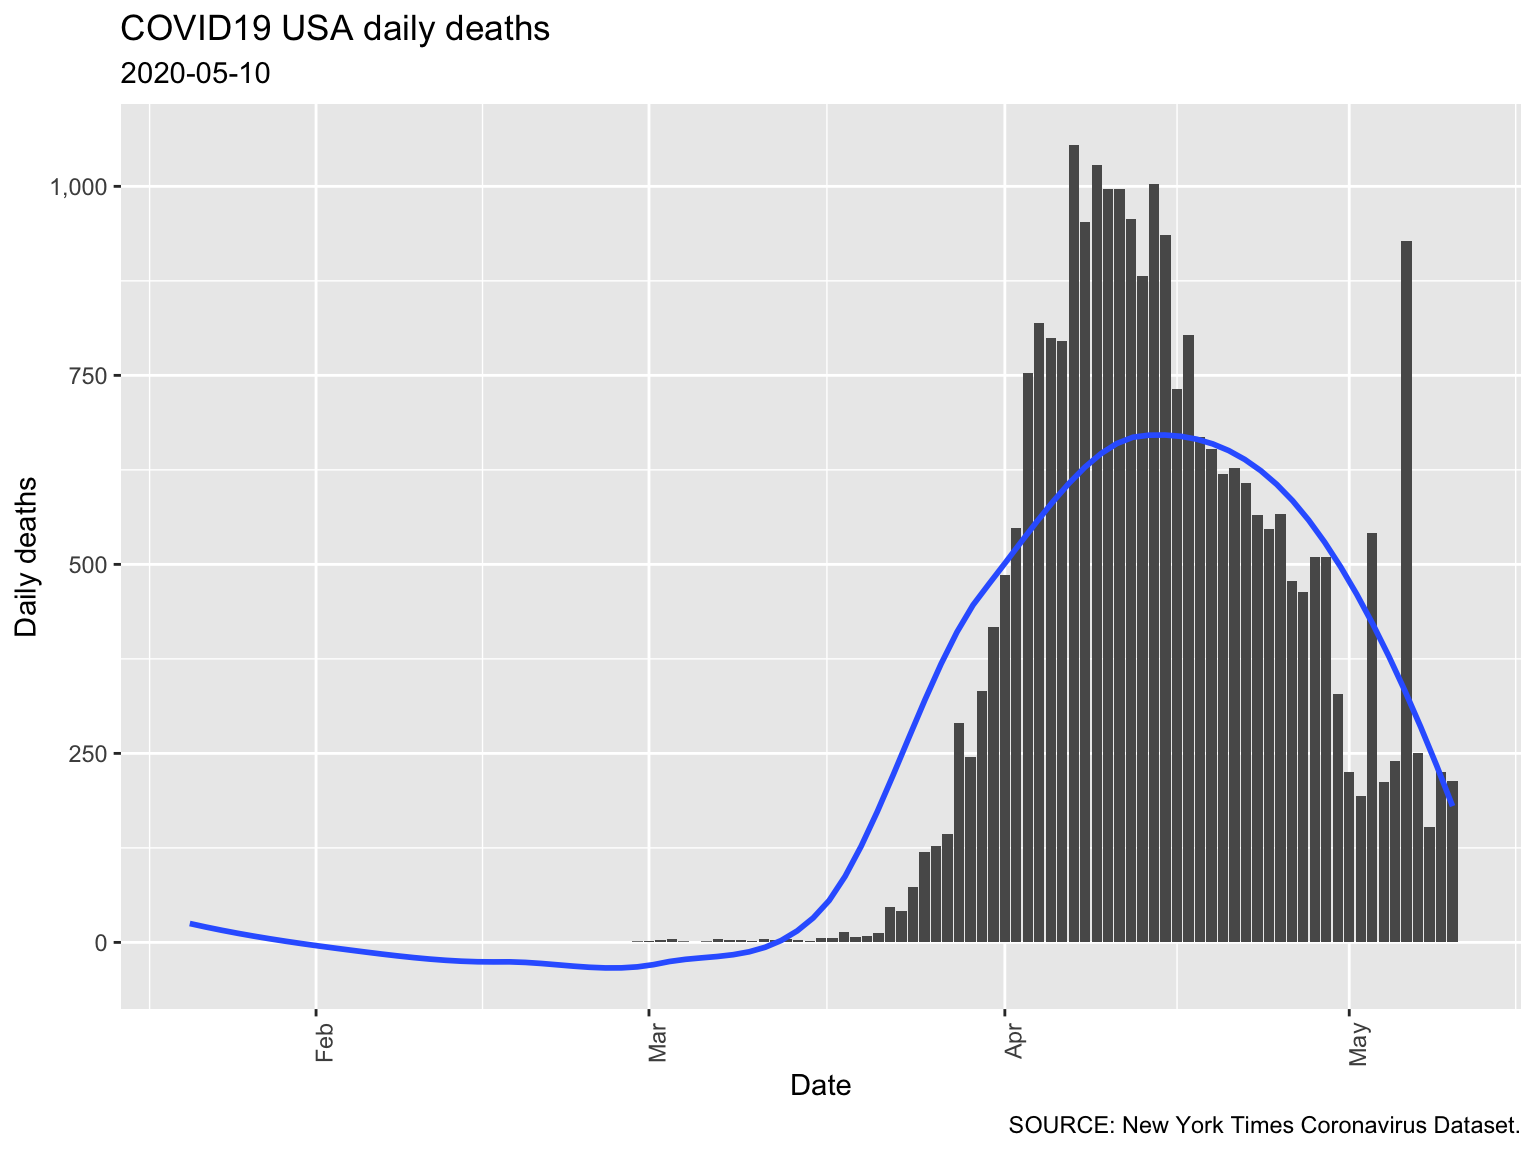 COVID19 USA daily deaths
2020-05-10
Daily deaths
1,000
750
500
250
0
Feb
Mar
Apr
May
Date
SOURCE: New York Times Coronavirus Dataset.